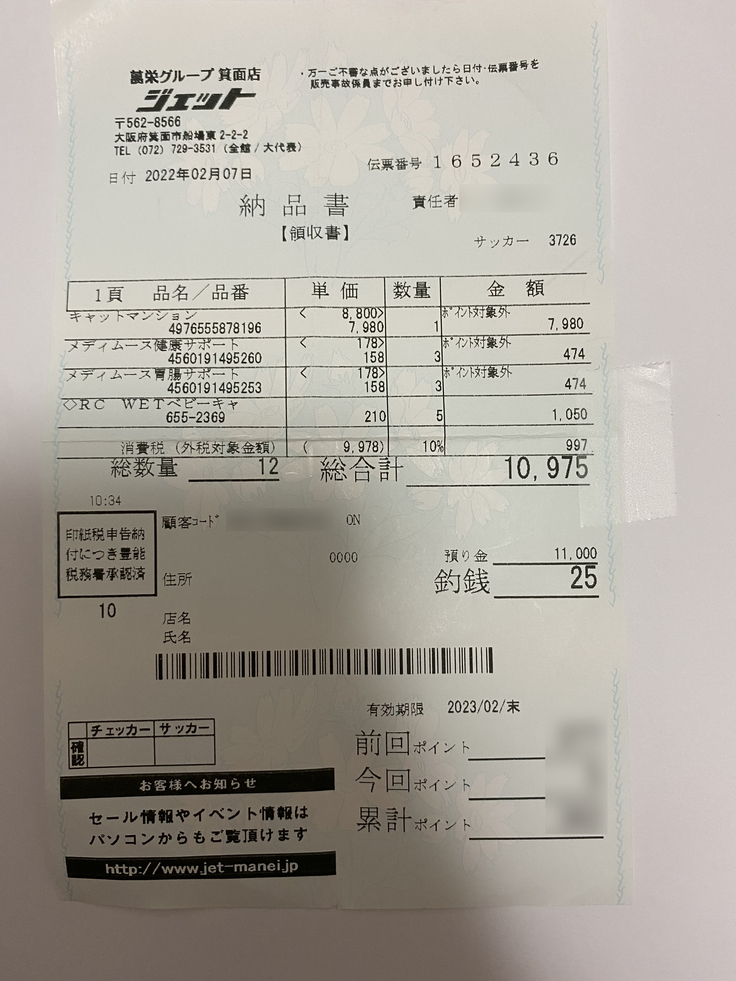 萬栄グループ 箕面店
ジェット
・万一ご不審な点がございましたら日付・伝票番号を
販売事故係員までお申し付け下さい。
〒562-8566
大阪府箕面市船場東 2-2-2
TEL (072) 729-3531 (全館/大代表)
伝票番号 1652436
日付 2022年02月07日
納品書
責任者
【領収書】
サッカー 3726
1頁 品名/品番 単価 数量 金額
キャットマンション < 8,800> ポイント対象外
4976555878196 7,980 1 7,980
メディムース健康サポート < 178> ポイント対象外
4560191495260 158 3 474
メディムース胃腸サポート < 178> ポイント対象外
4560191495253 158 3 474
◇RC WETベビーキャ
655-2369 210 5 1,050
消費税 (外税対象金額) ( 9,978) 10% 997
総数量 12 総合計 10,975
10:34
印紙税申告納
付につき豊能
税務署承認済
10
顧客コード ON
0000
預り金 11,000
住所
釣銭 25
店名
氏名
有効期限 2023/02/末
チェッカー サッカー
確認
前回ポイント
今回ポイント
累計ポイント
お客様へお知らせ
セール情報やイベント情報は
パソコンからもご覧頂けます
http://www.jet-manei.jp